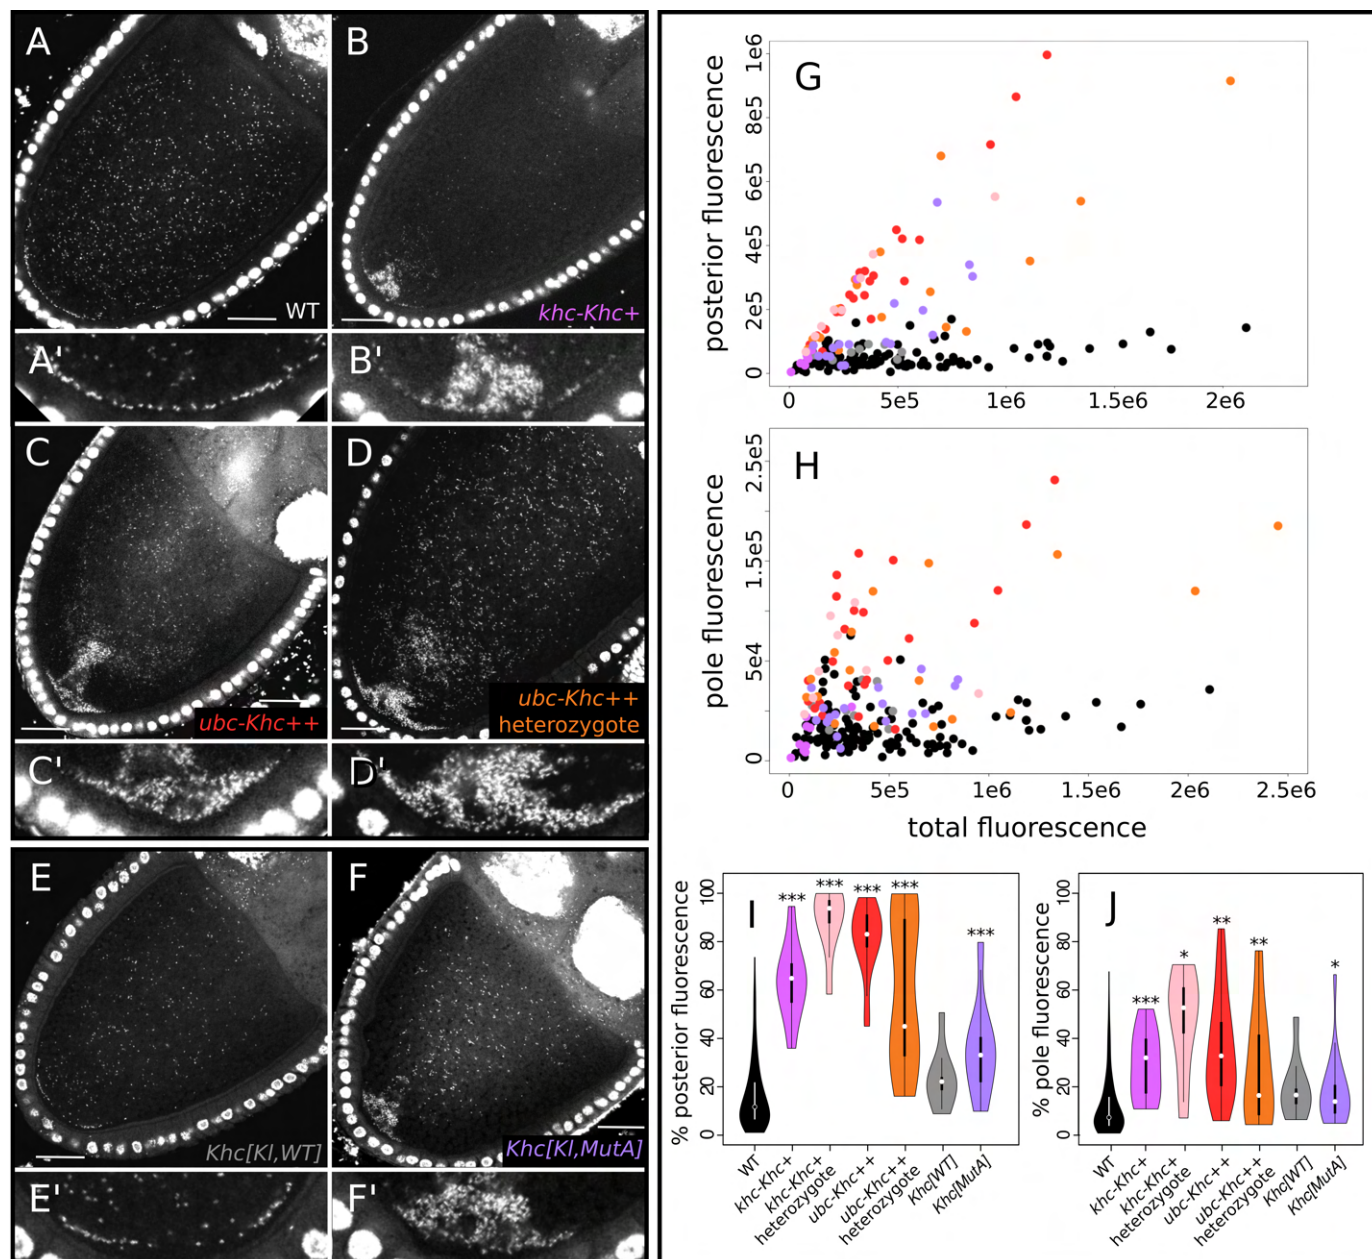 A
WT
B
khc-Khc+
A'
B'
C
ubc-Khc++
D
ubc-Khc++
heterozygote
C'
D'
E
Khc[KI,WT]
F
Khc[KI,MutA]
E'
F'
G
posterior fluorescence
0
2e5
4e5
6e5
8e5
1e6
0
5e5
1e6
1.5e6
2e6
H
pole fluorescence
5e4
1.5e5
2.5e5
0
0
5e5
1e6
1.5e6
2e6
2.5e6
total fluorescence
I
% posterior fluorescence
100
80
60
40
20
0
***
***
***
***
***
WT
khc-Khc+
khc-Khc+
heterozygote
ubc-Khc++
ubc-Khc++
heterozygote
Khc[WT]
Khc[MutA]
J
% pole fluorescence
100
80
60
40
20
0
***
*
**
**
*
WT
khc-Khc+
khc-Khc+
heterozygote
ubc-Khc++
ubc-Khc++
heterozygote
Khc[WT]
Khc[MutA]